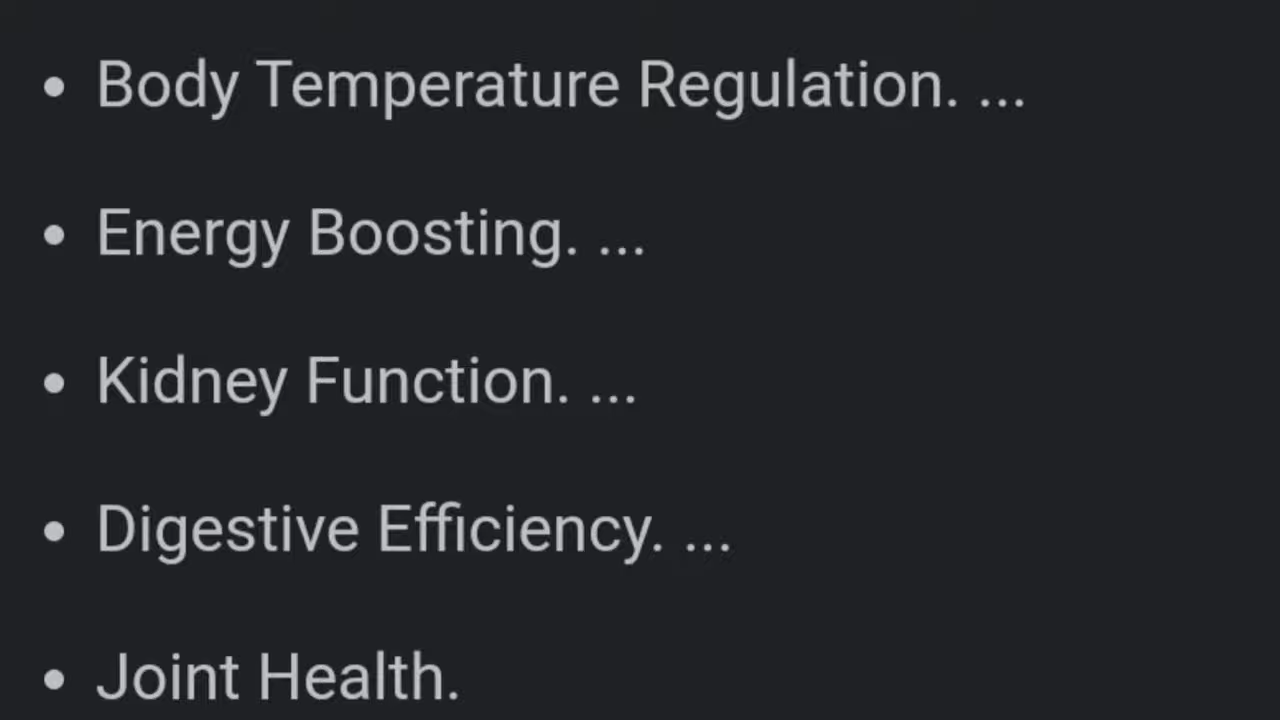 • Body Temperature Regulation. ...
• Energy Boosting. ...
• Kidney Function. ...
• Digestive Efficiency. ...
• Joint Health.